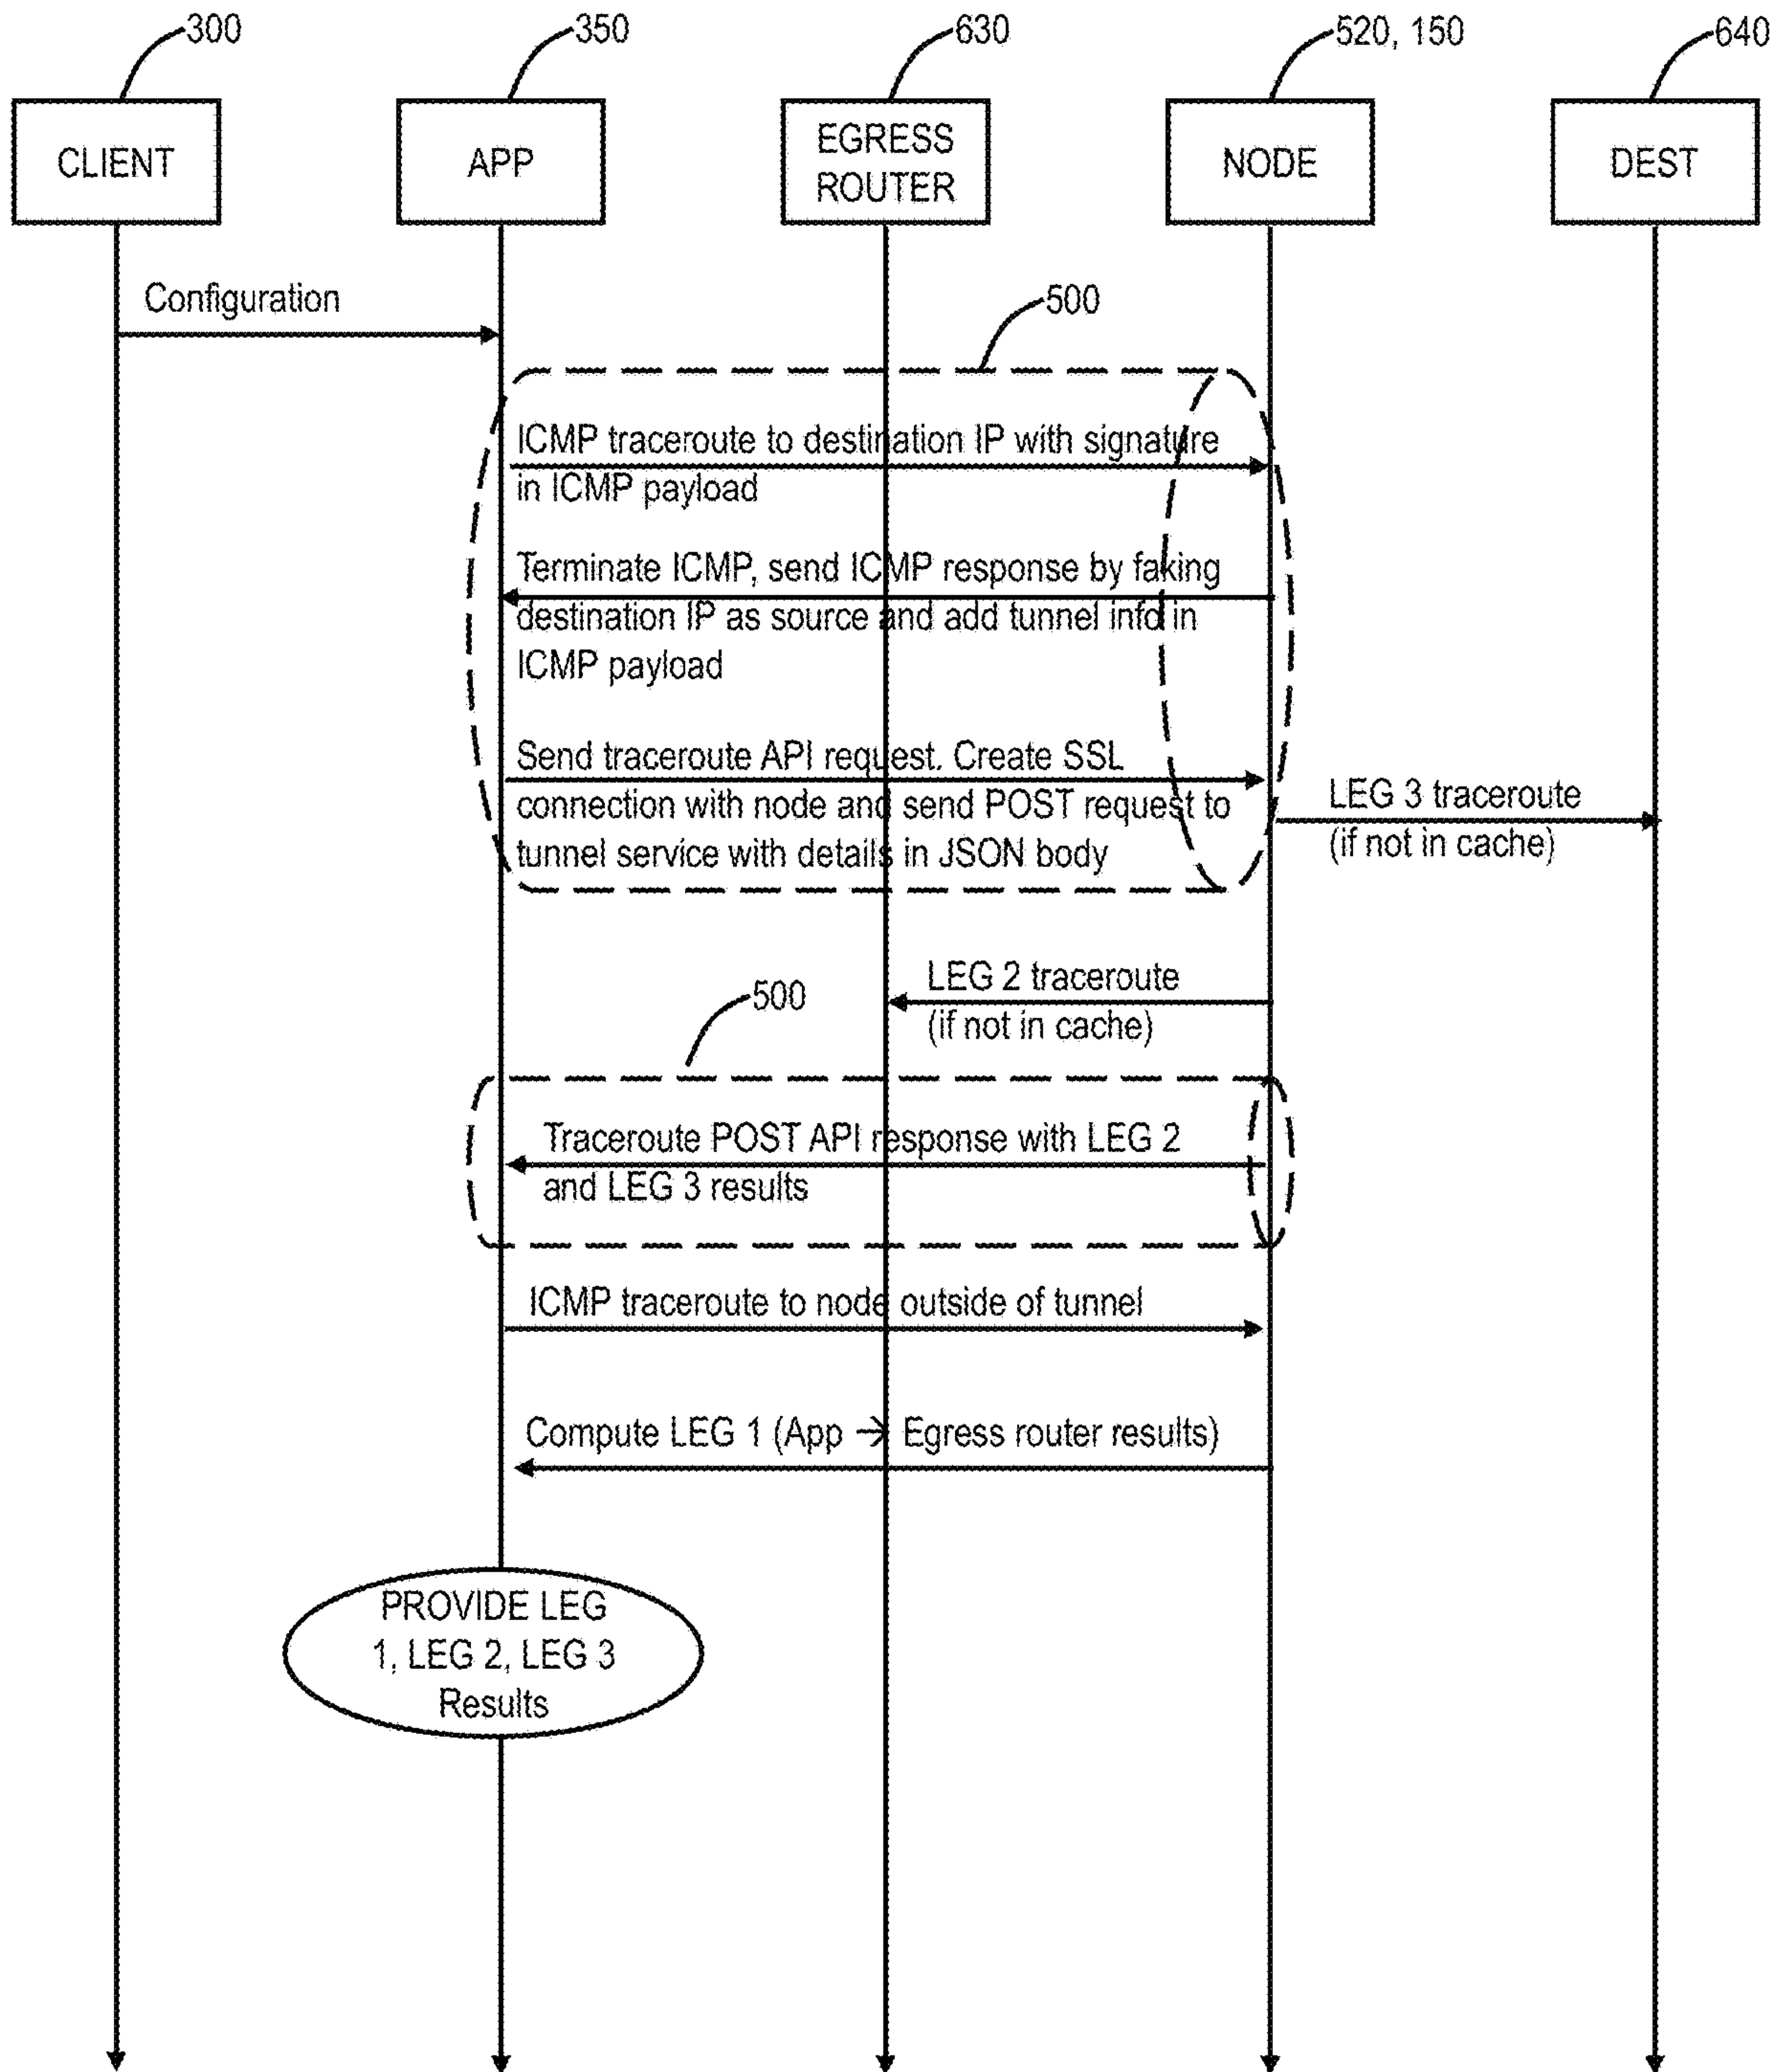 300
350
630
520, 150
640
CLIENT
APP
EGRESS
ROUTER
NODE
DEST
Configuration
500
ICMP traceroute to destination IP with signature
in ICMP payload
Terminate ICMP, send ICMP response by faking
destination IP as source and add tunnel info in
ICMP payload
Send traceroute API request. Create SSL
connection with node and send POST request to
tunnel service with details in JSON body
LEG 3 traceroute
(if not in cache)
LEG 2 traceroute
(if not in cache)
500
Traceroute POST API response with LEG 2
and LEG 3 results
ICMP traceroute to node outside of tunnel
Compute LEG 1 (App → Egress router results)
PROVIDE LEG
1, LEG 2, LEG 3
Results